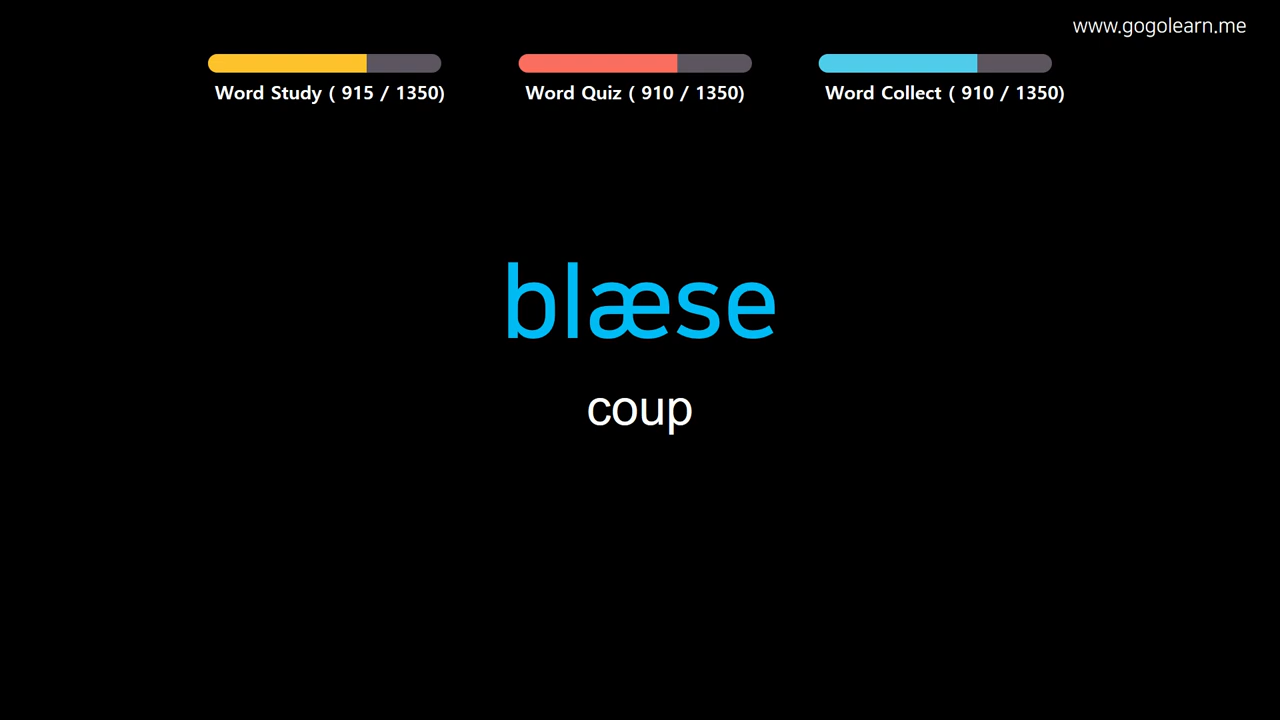 www.gogolearn.me
Word Study ( 915 / 1350)
Word Quiz ( 910 / 1350)
Word Collect ( 910 / 1350)
blæse
coup